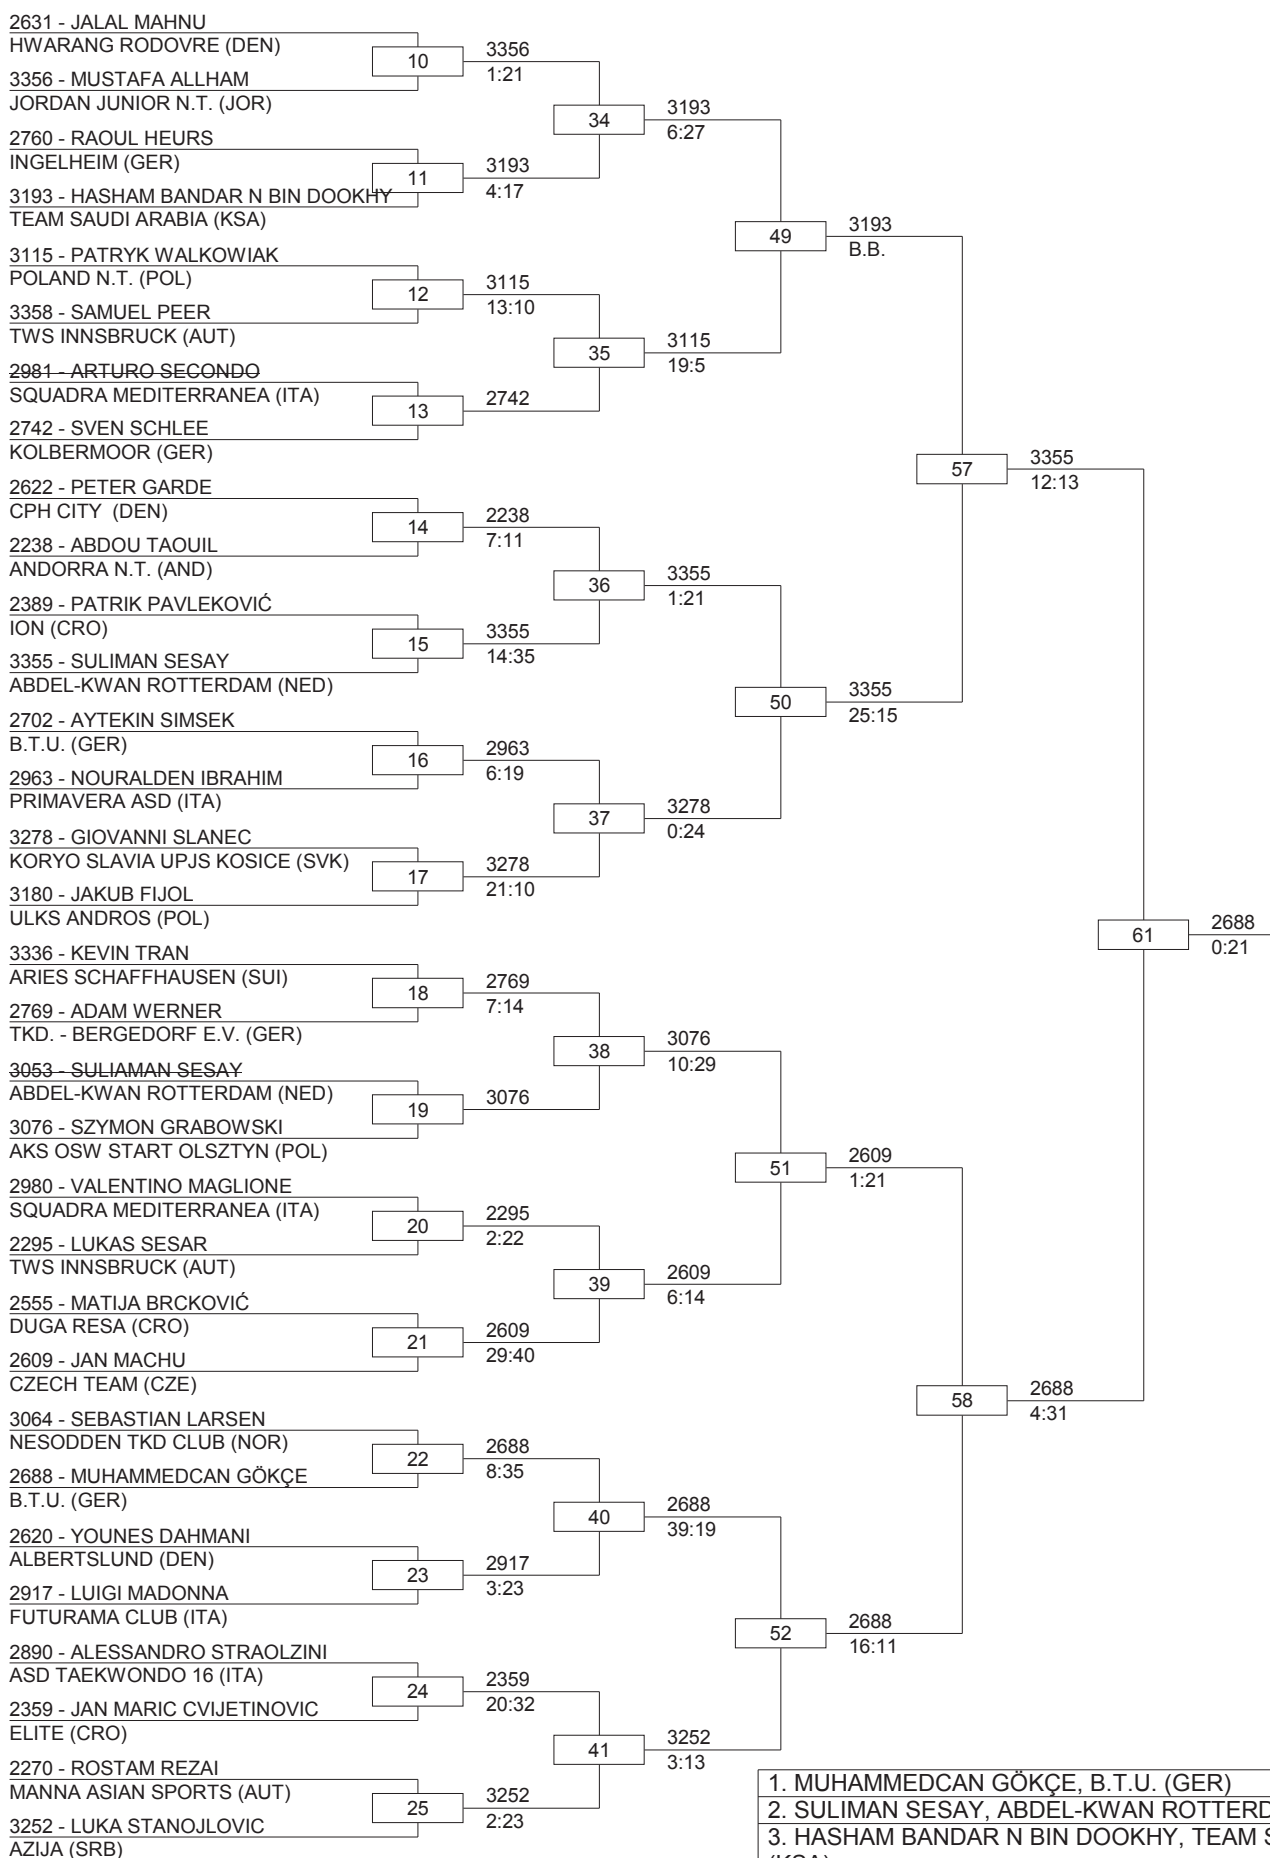 2631 - JALAL MAHNU
HWARANG RODOVRE (DEN)
3356 - MUSTAFA ALLHAM
JORDAN JUNIOR N.T. (JOR)
2760 - RAOUL HEURS
INGELHEIM (GER)
3193 - HASHAM BANDAR N BIN DOOKHY
TEAM SAUDI ARABIA (KSA)
3115 - PATRYK WALKOWIAK
POLAND N.T. (POL)
3358 - SAMUEL PEER
TWS INNSBRUCK (AUT)
2981 - ARTURO SECONDO
SQUADRA MEDITERRANEA (ITA)
2742 - SVEN SCHLEE
KOLBERMOOR (GER)
2622 - PETER GARDE
CPH CITY (DEN)
2238 - ABDOU TAOUIL
ANDORRA N.T. (AND)
2389 - PATRIK PAVLEKOVIĆ
ION (CRO)
3355 - SULIMAN SESAY
ABDEL-KWAN ROTTERDAM (NED)
2702 - AYTEKIN SIMSEK
B.T.U. (GER)
2963 - NOURALDEN IBRAHIM
PRIMAVERA ASD (ITA)
3278 - GIOVANNI SLANEC
KORYO SLAVIA UPJS KOSICE (SVK)
3180 - JAKUB FIJOL
ULKS ANDROS (POL)
3336 - KEVIN TRAN
ARIES SCHAFFHAUSEN (SUI)
2769 - ADAM WERNER
TKD. - BERGEDORF E.V. (GER)
3053 - SULIAMAN SESAY
ABDEL-KWAN ROTTERDAM (NED)
3076 - SZYMON GRABOWSKI
AKS OSW START OLSZTYN (POL)
2980 - VALENTINO MAGLIONE
SQUADRA MEDITERRANEA (ITA)
2295 - LUKAS SESAR
TWS INNSBRUCK (AUT)
2555 - MATIJA BRCKOVIĆ
DUGA RESA (CRO)
2609 - JAN MACHU
CZECH TEAM (CZE)
3064 - SEBASTIAN LARSEN
NESODDEN TKD CLUB (NOR)
2688 - MUHAMMEDCAN GÖKÇE
B.T.U. (GER)
2620 - YOUNES DAHMANI
ALBERTSLUND (DEN)
2917 - LUIGI MADONNA
FUTURAMA CLUB (ITA)
2890 - ALESSANDRO STRAOLZINI
ASD TAEKWONDO 16 (ITA)
2359 - JAN MARIC CVIJETINOVIC
ELITE (CRO)
2270 - ROSTAM REZAI
MANNA ASIAN SPORTS (AUT)
3252 - LUKA STANOJLOVIC
AZIJA (SRB)
10
3356
1:21
11
3193
4:17
12
3115
13:10
13
2742
14
2238
7:11
15
3355
14:35
16
2963
6:19
17
3278
21:10
18
2769
7:14
19
3076
20
2295
2:22
21
2609
29:40
22
2688
8:35
23
2917
3:23
24
2359
20:32
25
3252
2:23
34
3193
6:27
35
3115
19:5
36
3355
1:21
37
3278
0:24
38
3076
10:29
39
2609
6:14
40
2688
39:19
41
3252
3:13
49
3193
B.B.
50
3355
25:15
51
2609
1:21
52
2688
16:11
57
3355
12:13
58
2688
4:31
61
2688
0:21
1. MUHAMMEDCAN GÖKÇE, B.T.U. (GER)
2. SULIMAN SESAY, ABDEL-KWAN
3. HASHAM BANDAR N BIN DOOKHY, TEAM